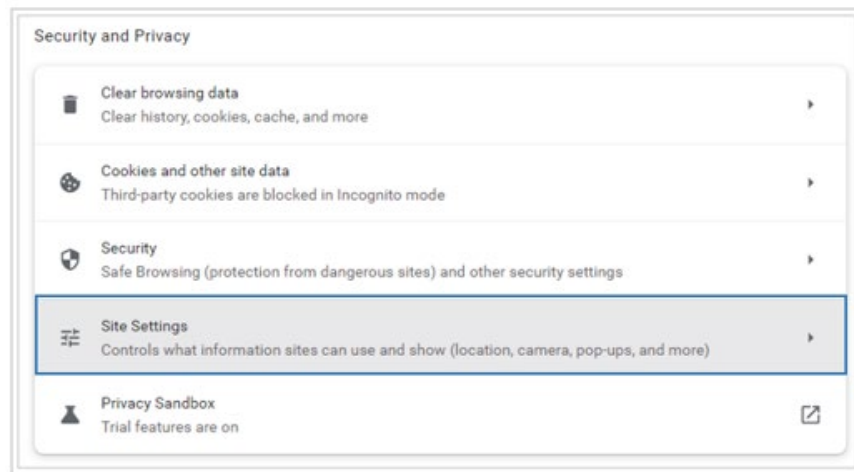 Security and Privacy
Clear browsing data
Clear history, cookies, cache, and more
Cookies and other site data
Third-party cookies are blocked in Incognito mode
Security
Safe Browsing (protection from dangerous sites) and other security settings
Site Settings
Controls what information sites can use and show (location, camera, pop-ups, and more)
Privacy Sandbox
Trial features are on